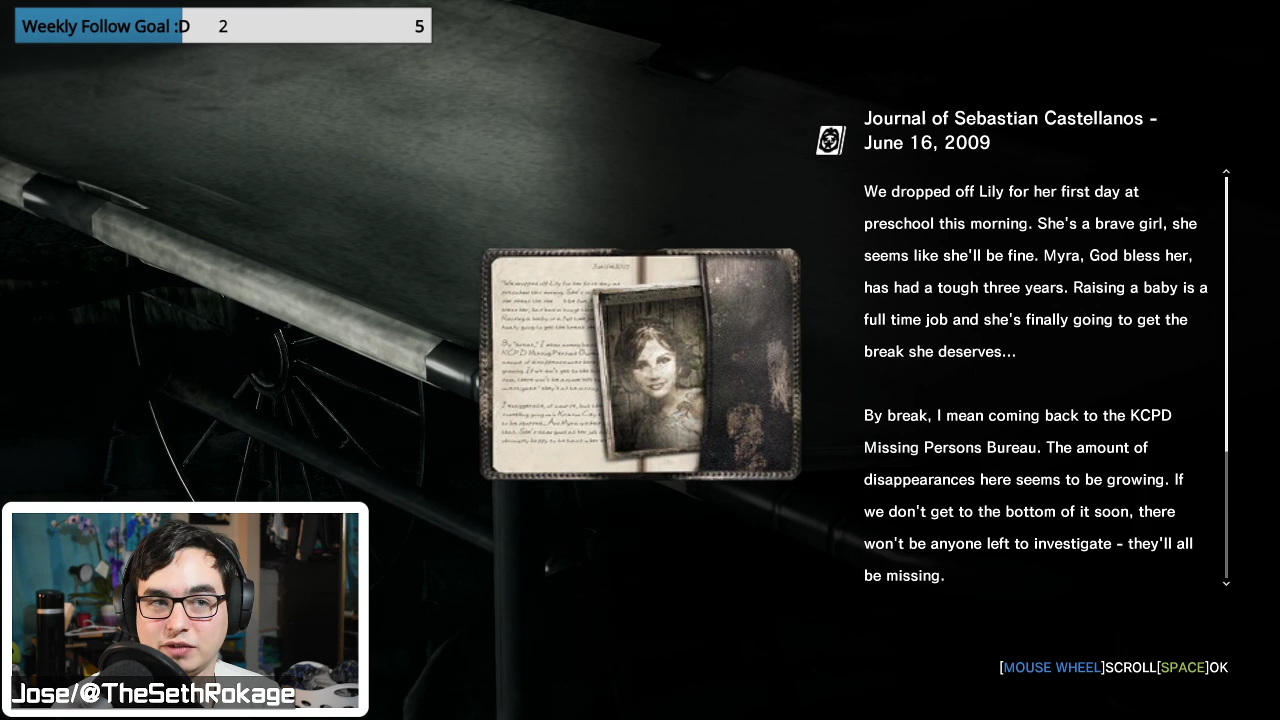 Weekly Follow Goal :D 2 5
Journal of Sebastian Castellanos -
June 16, 2009
We dropped off Lily for her first day at
preschool this morning. She's a brave girl, she
seems like she'll be fine. Myra, God bless her,
has had a tough three years. Raising a baby is a
full time job and she's finally going to get the
break she deserves...
By break, I mean coming back to the KCPD
Missing Persons Bureau. The amount of
disappearances here seems to be growing. If
we don't get to the bottom of it soon, there
won't be anyone left to investigate - they'll all
be missing.
[MOUSE WHEEL]SCROLL[SPACE]OK
Jose/@TheSethRokage